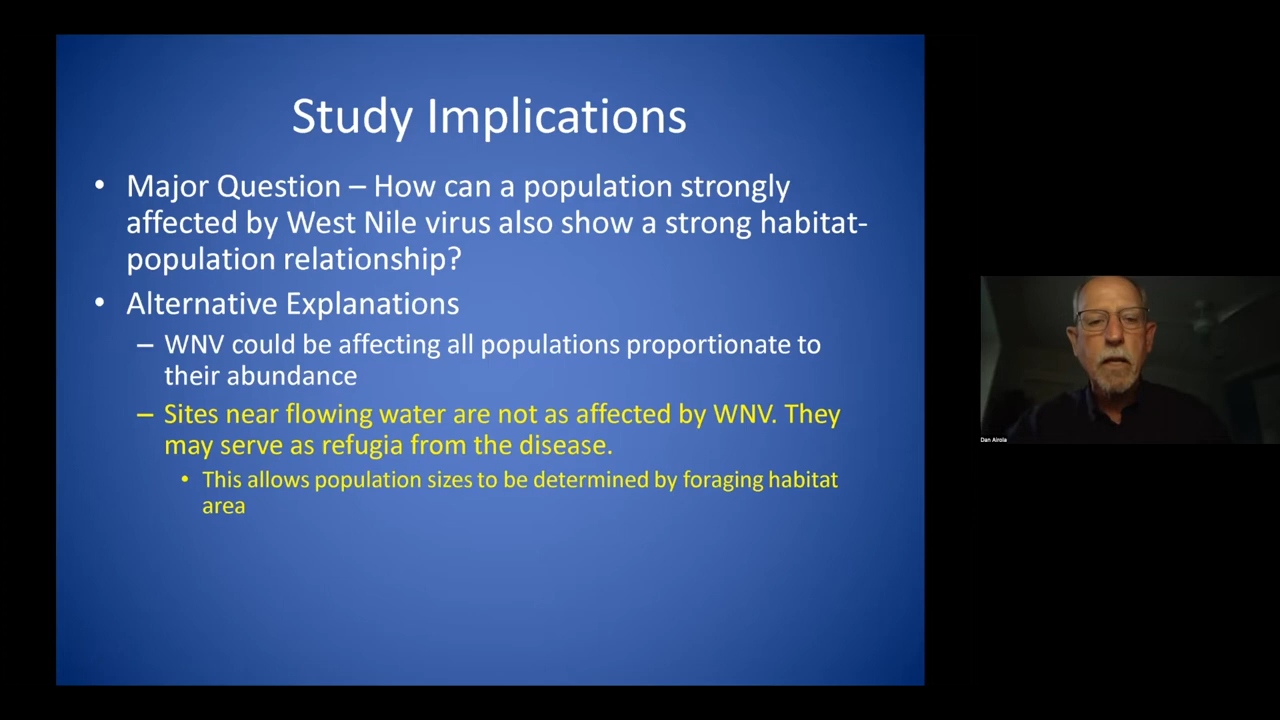 Study Implications
• Major Question – How can a population strongly
affected by West Nile virus also show a strong habitat-
population relationship?
• Alternative Explanations
– WNV could be affecting all populations proportionate to
their abundance
– Sites near flowing water are not as affected by WNV. They
may serve as refugia from the disease.
• This allows population sizes to be determined by foraging habitat
area
Dan Airola